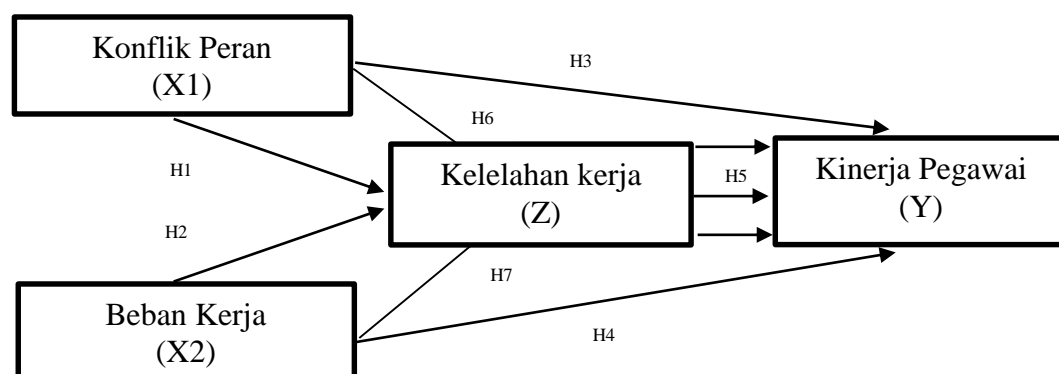 Konflik Peran
(X1)
H3
H6
H1
Kelelahan kerja
(Z)
H5
Kinerja Pegawai
(Y)
H2
H7
Beban Kerja
(X2)
H4